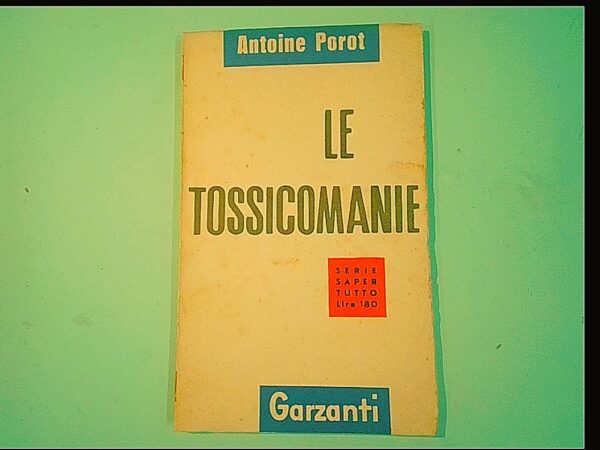 Antoine Porot
LE
TOSSICOMANIE
SERIE
SAPER
TUTTO
Lire 180
Garzanti